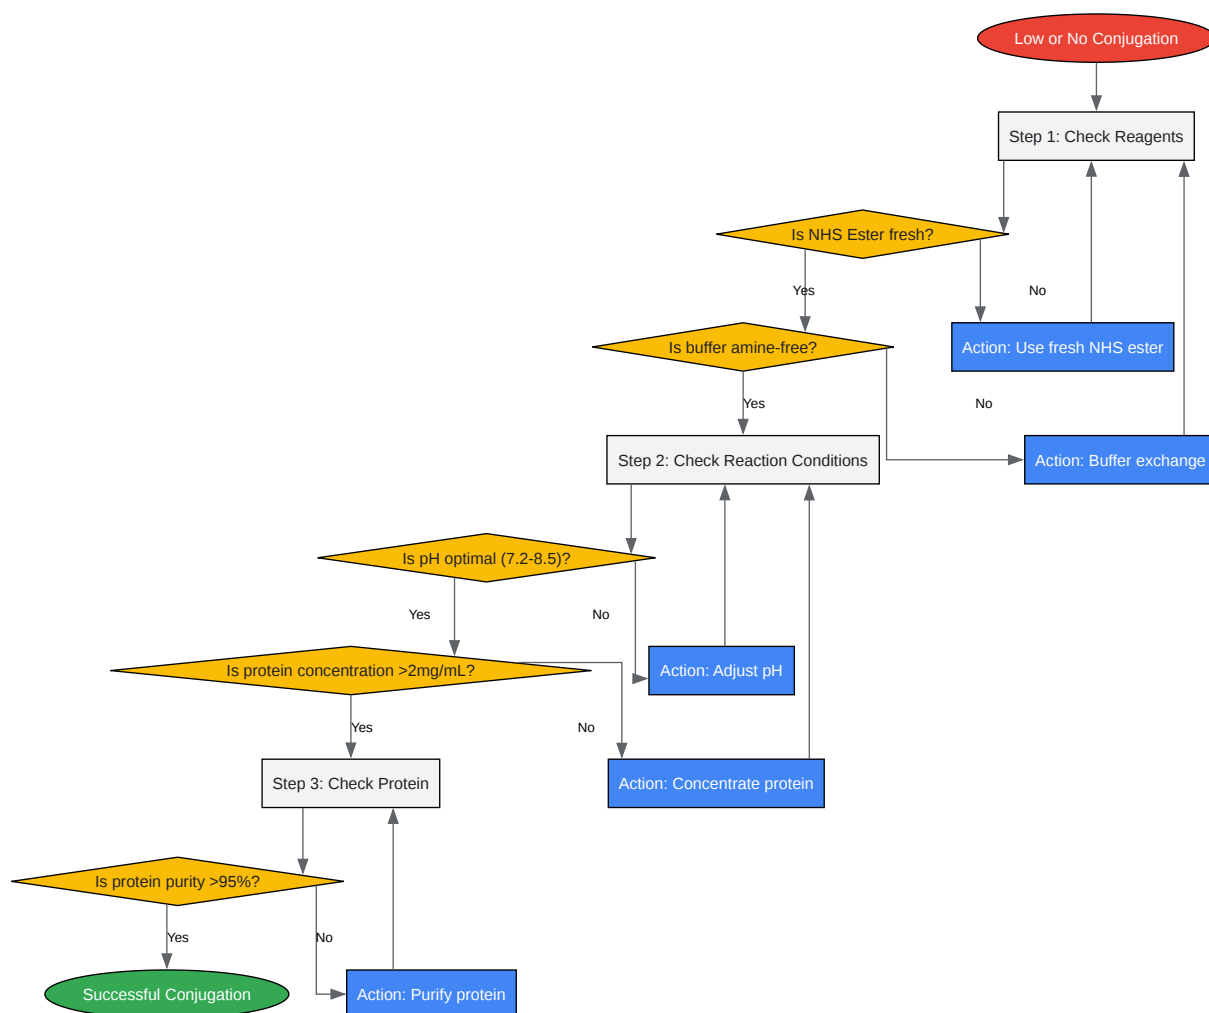 Low or No Conjugation
Step 1: Check Reagents
Is NHS Ester fresh?
Yes
No
Is buffer amine-free?
Action: Use fresh NHS ester
Yes
No
Step 2: Check Reaction Conditions
Action: Buffer exchange
Is pH optimal (7.2-8.5)?
Yes
No
Is protein concentration >2mg/mL?
Action: Adjust pH
Yes
No
Step 3: Check Protein
Action: Concentrate protein
Is protein purity >95%?
Yes
No
Successful Conjugation
Action: Purify protein